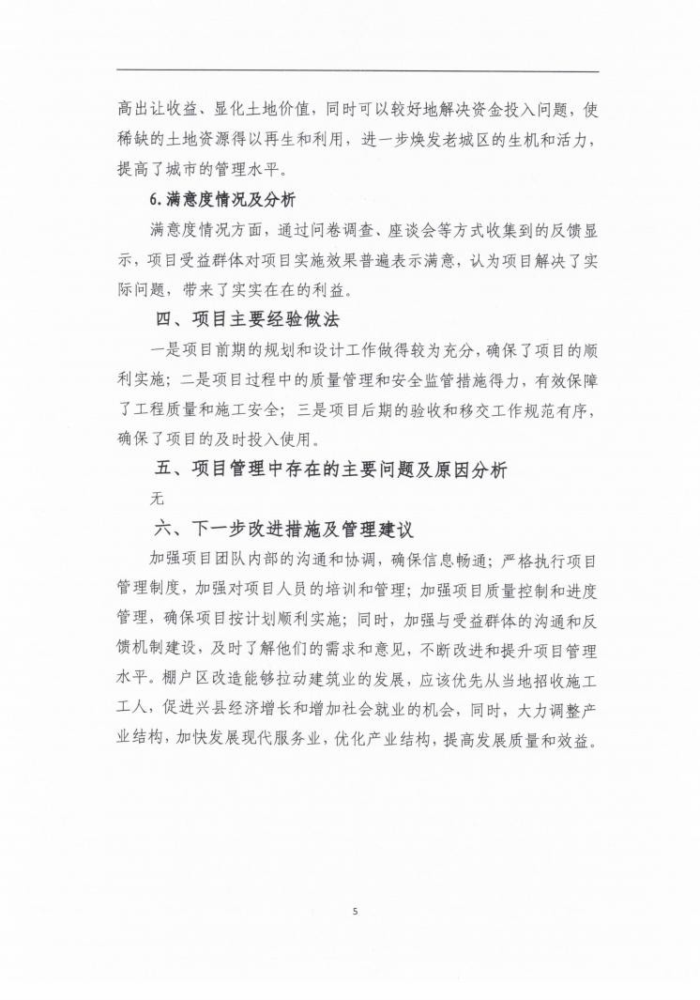 高出让收益、显化土地价值，同时可以较好地解决资金投入问题，使
稀缺的土地资源得以再生和利用，进一步焕发老城区的生机和活力，
提高了城市的管理水平。
6.满意度情况及分析
满意度情况方面，通过问卷调查、座谈会等方式收集到的反馈显
示，项目受益群体对项目实施效果普遍表示满意，认为项目解决了实
际问题，带来了实实在在的利益。
四、项目主要经验做法
一是项目前期的规划和设计工作做得较为充分，确保了项目的顺
利实施；二是项目过程中的质量管理和安全监管措施得力，有效保障
了工程质量和施工安全；三是项目后期的验收和移交工作规范有序，
确保了项目的及时投入使用。
五、项目管理中存在的主要问题及原因分析
无
六、下一步改进措施及管理建议
加强项目团队内部的沟通和协调，确保信息畅通；严格执行项目
管理制度，加强对项目人员的培训和管理；加强项目质量控制和进度
管理，确保项目按计划顺利实施；同时，加强与受益群体的沟通和反
馈机制建设，及时了解他们的需求和意见，不断改进和提升项目管理
水平。棚户区改造能够拉动建筑业的发展，应该优先从当地招收施工
工人，促进兴县经济增长和增加社会就业的机会，同时，大力调整产
业结构，加快发展现代服务业，优化产业结构，提高发展质量和效益。
5